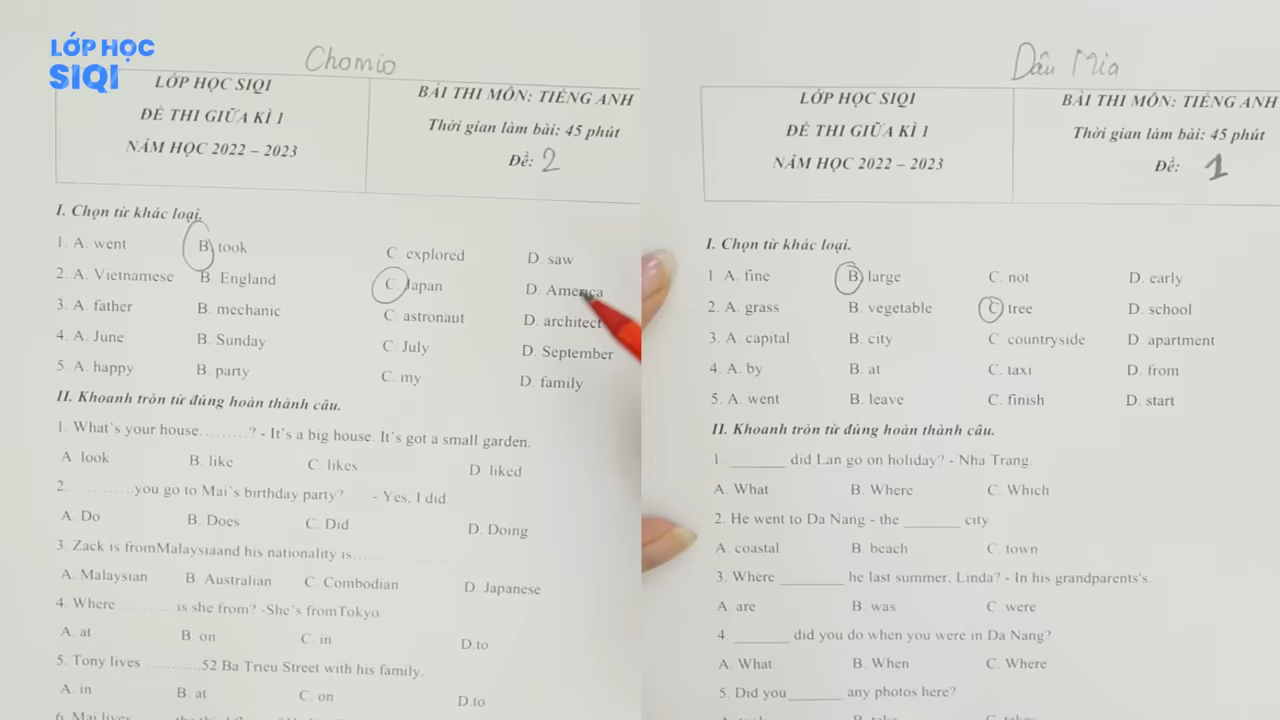 LỚP HỌC
SIQI
Chomio
LỚP HỌC SIQI
ĐỀ THI GIỮA KÌ 1
NĂM HỌC 2022 – 2023
BÀI THI MÔN: TIẾNG ANH
Thời gian làm bài: 45 phút
Đề: 2
I. Chọn từ khác loại.
1. A. went B. took C. explored D. saw
2. A. Vietnamese B. England C. Japan D. America
3. A. father B. mechanic C. astronaut D. architect
4. A. June B. Sunday C. July D. September
5. A. happy B. party C. my D. family
II. Khoanh tròn từ đúng hoàn thành câu.
1. What's your house.........? - It's a big house. It's got a small garden.
A. look B. like C. likes D. liked
2. .........you go to Mai's birthday party? - Yes, I did.
A. Do B. Does C. Did D. Doing
3. Zack is fromMalaysiaand his nationality is........
A. Malaysian B. Australian C. Combodian D. Japanese
4. Where .......... is she from? -She's fromTokyo.
A. at B. on C. in D.to
5. Tony lives ..........52 Ba Trieu Street with his family.
A. in B. at C. on D.to
6. Mai lives
Dâu Mia
LỚP HỌC SIQI
ĐỀ THI GIỮA KÌ 1
NĂM HỌC 2022 – 2023
BÀI THI MÔN: TIẾNG ANH
Thời gian làm bài: 45 phút
Đề: 1
I. Chọn từ khác loại.
1. A. fine B. large C. not D. early
2. A. grass B. vegetable C. tree D. school
3. A. capital B. city C. countryside D. apartment
4. A. by B. at C. taxi D. from
5. A. went B. leave C. finish D. start
II. Khoanh tròn từ đúng hoàn thành câu.
1. _______ did Lan go on holiday? - Nha Trang.
A. What B. Where C. Which
2. He went to Da Nang - the _______ city
A. coastal B. beach C. town
3. Where ________ he last summer, Linda? - In his grandparents's.
A. are B. was C. were
4. _______ did you do when you were in Da Nang?
A. What B. When C. Where
5. Did you _______ any photos here?